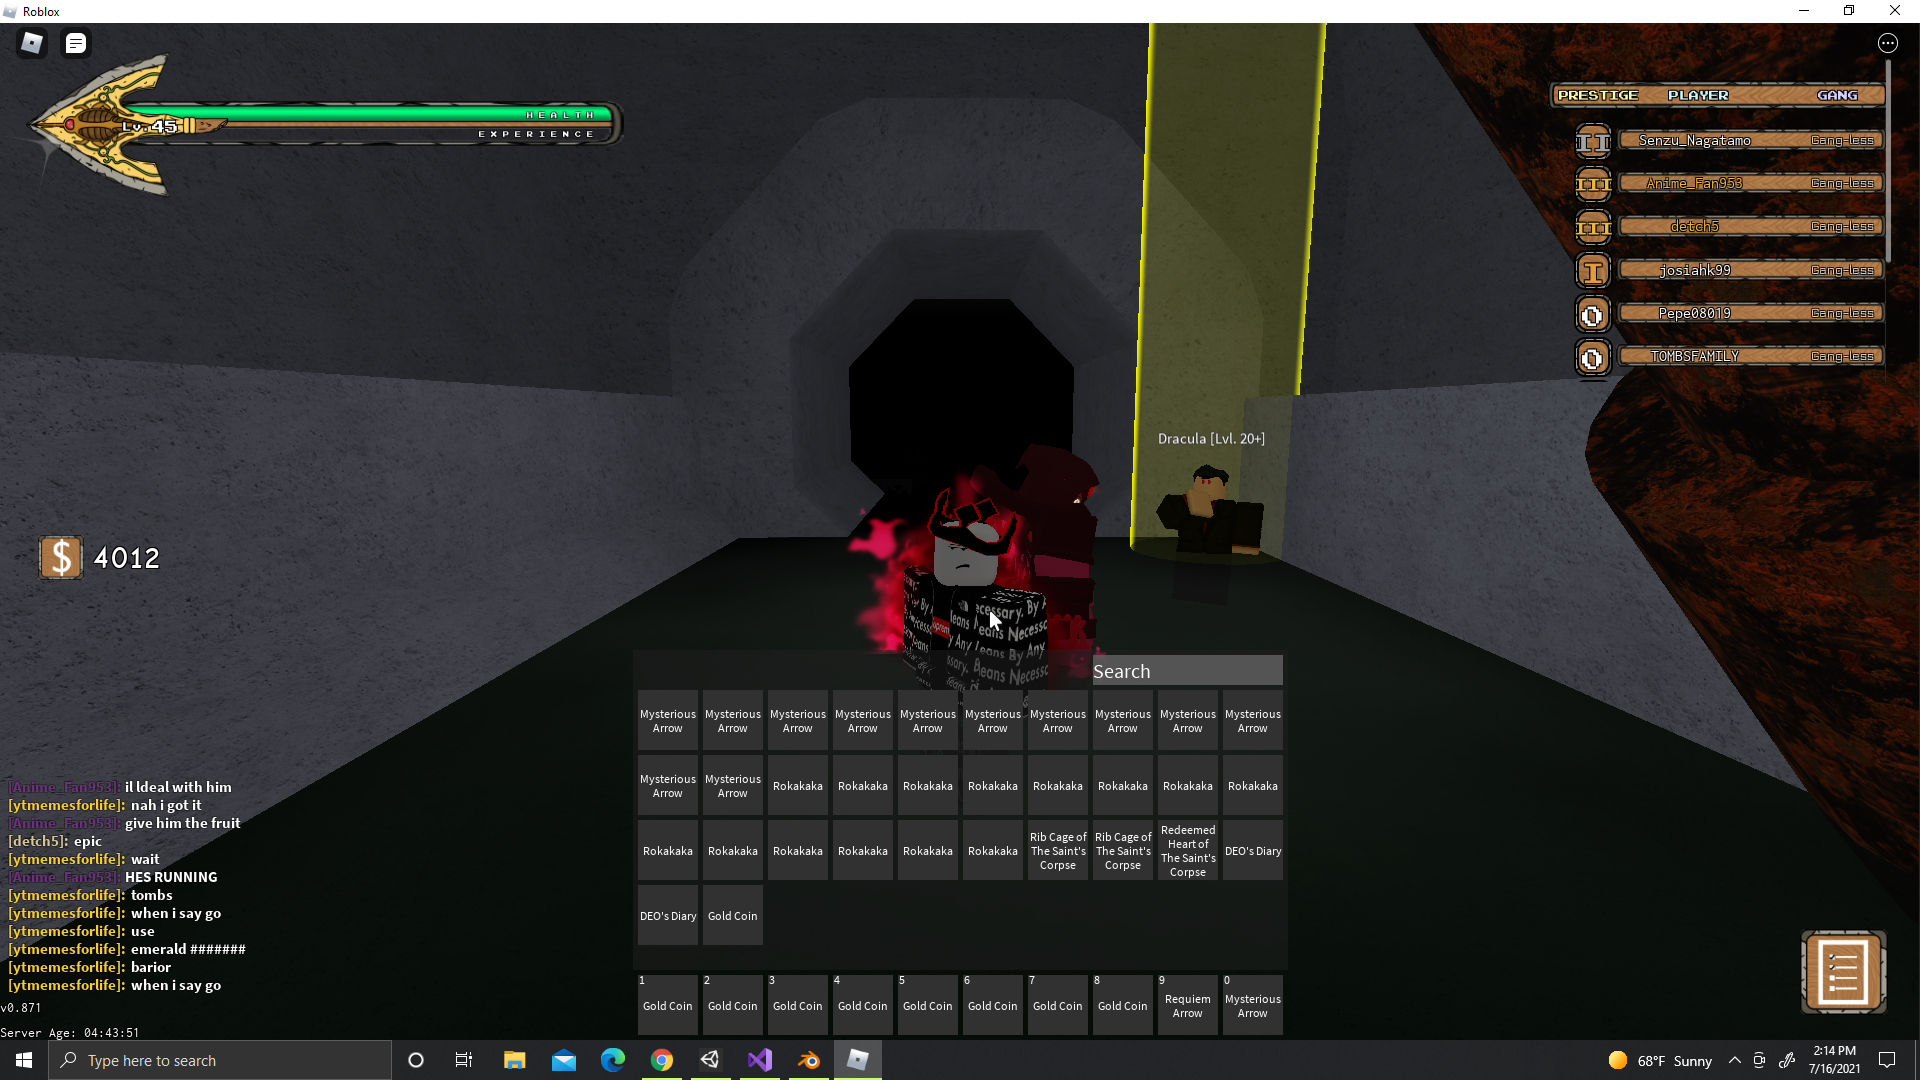 Roblox
Lv. 45
HEALTH
EXPERIENCE
PRESTIGE PLAYER GANG
II Senzu_Nagatamo Gang-less
III Anime_Fan953 Gang-less
III detch5 Gang-less
I josiahk99 Gang-less
0 Pepe08019 Gang-less
0 TOMBSFAMILY Gang-less
Dracula [Lvl. 20+]
$ 4012
Search
Mysterious Arrow Mysterious Arrow Mysterious Arrow Mysterious Arrow Mysterious Arrow Mysterious Arrow Mysterious Arrow Mysterious Arrow Mysterious Arrow Mysterious Arrow
Mysterious Arrow Mysterious Arrow Rokakaka Rokakaka Rokakaka Rokakaka Rokakaka Rokakaka Rokakaka Rokakaka
Rokakaka Rokakaka Rokakaka Rokakaka Rokakaka Rokakaka Rib Cage of The Saint's Corpse Rib Cage of The Saint's Corpse Redeemed Heart of The Saint's Corpse DEO's Diary
DEO's Diary Gold Coin
1 Gold Coin 2 Gold Coin 3 Gold Coin 4 Gold Coin 5 Gold Coin 6 Gold Coin 7 Gold Coin 8 Gold Coin 9 Requiem Arrow 0 Mysterious Arrow
[Anime_Fan953]: il ldeal with him
[ytmemesforlife]: nah i got it
[Anime_Fan953]: give him the fruit
[detch5]: epic
[ytmemesforlife]: wait
[Anime_Fan953]: HES RUNNING
[ytmemesforlife]: tombs
[ytmemesforlife]: when i say go
[ytmemesforlife]: use
[ytmemesforlife]: emerald #######
[ytmemesforlife]: barior
[ytmemesforlife]: when i say go
v0.871
Server Age: 04:43:51
Type here to search
68°F Sunny
2:14 PM
7/16/2021